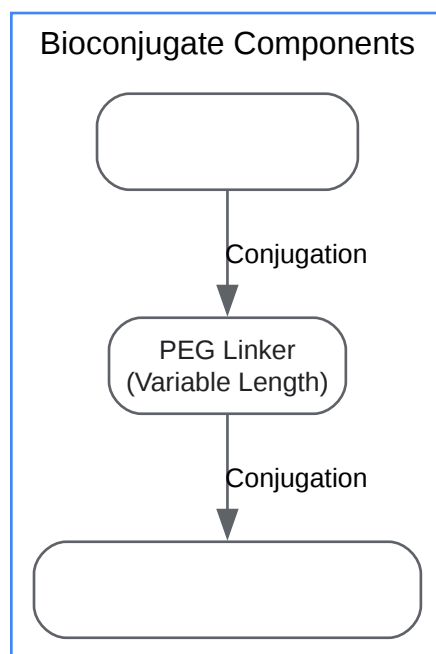 Bioconjugate Components
Conjugation
PEG Linker
(Variable Length)
Conjugation